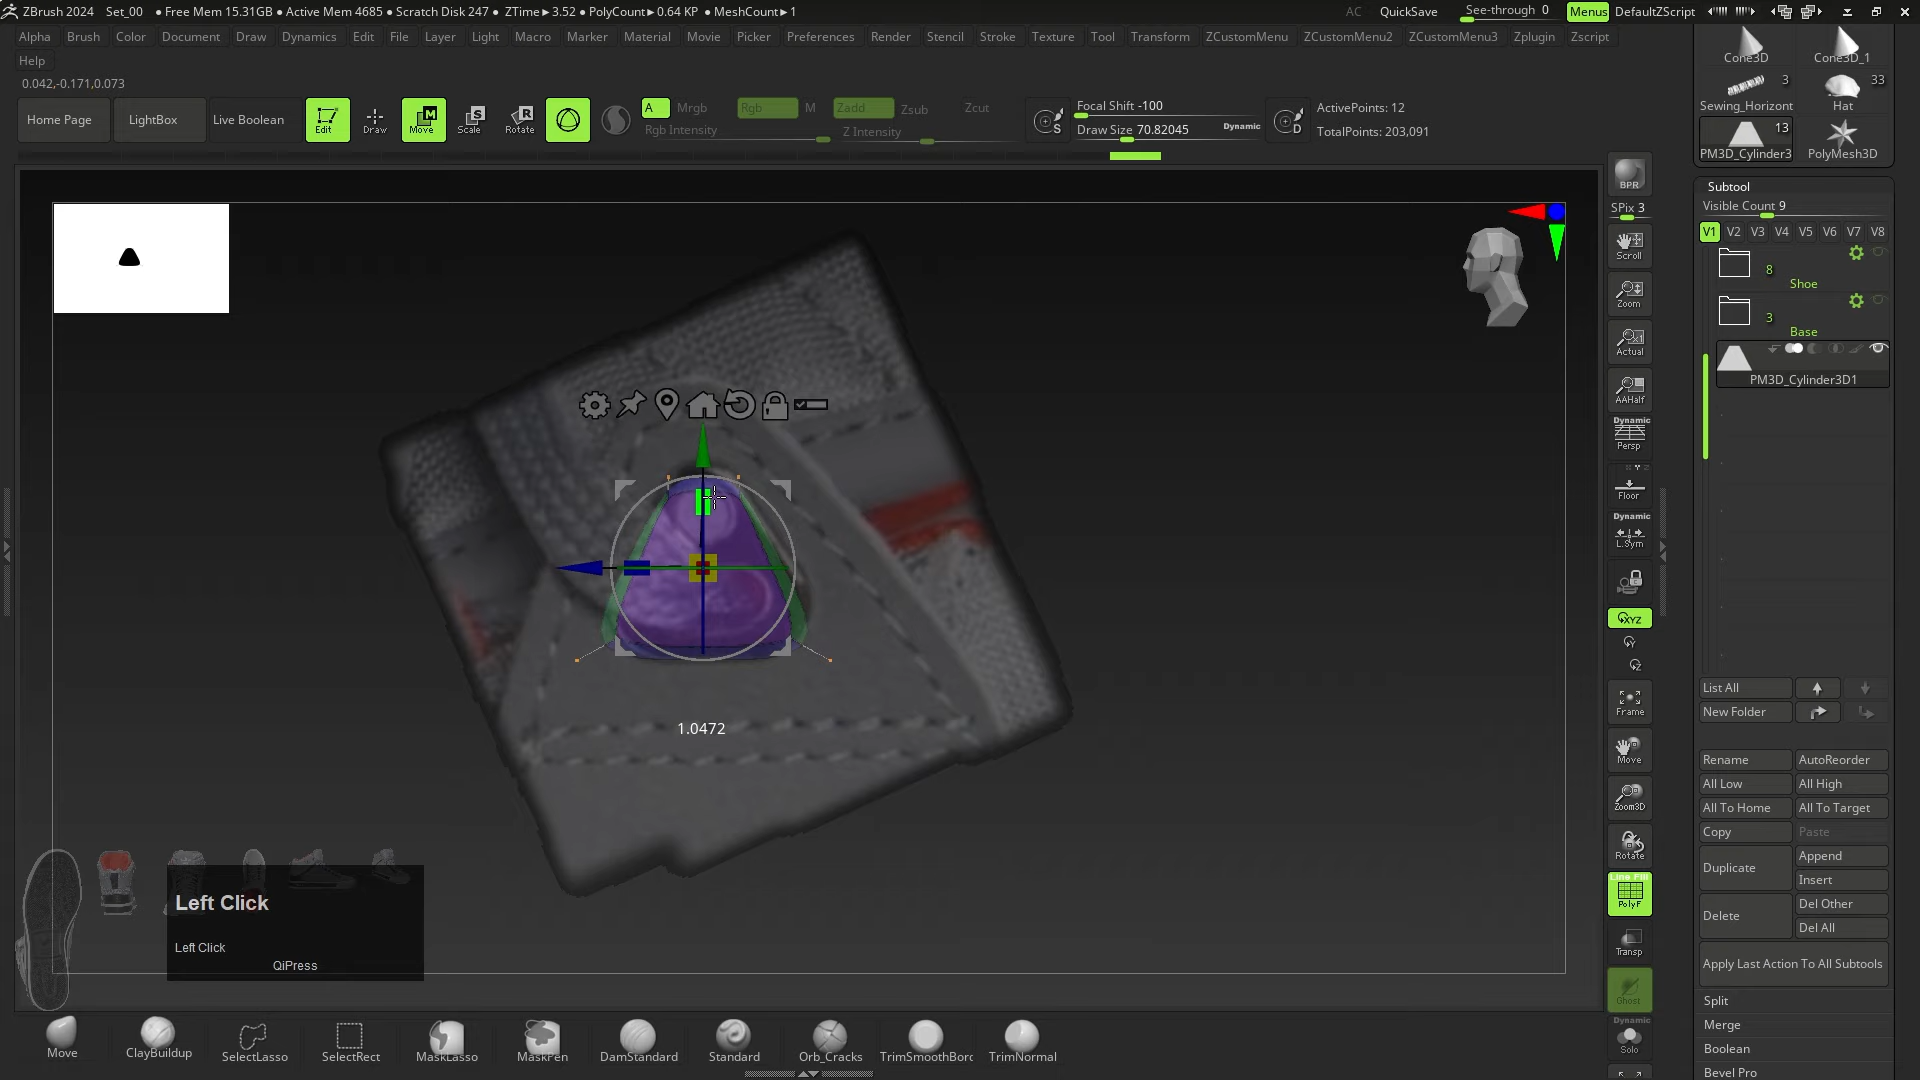 ZBrush 2024 Set_00 ● Free Mem 15.31GB ● Active Mem 4685 ● Scratch Disk 247 ● ZTime▸3.52 ● PolyCount▸0.64 KP ● MeshCount▸1 AC QuickSave See-through 0 Menus DefaultZScript
Alpha Brush Color Document Draw Dynamics Edit File Layer Light Macro Marker Material Movie Picker Preferences Render Stencil Stroke Texture Tool Transform ZCustomMenu ZCustomMenu2 ZCustomMenu3 Zplugin Zscript
Help
0.042,-0.171,0.073
Home Page LightBox Live Boolean Edit Draw Move Scale Rotate
A Mrgb Rgb M Zadd Zsub Zcut
Rgb Intensity Z Intensity
Focal Shift -100
Draw Size 70.82045 Dynamic
S D
ActivePoints: 12
TotalPoints: 203,091
Cone3D Cone3D_1
3 33
Sewing_Horizont Hat
13
PM3D_Cylinder3 PolyMesh3D
Subtool
Visible Count 9
V1 V2 V3 V4 V5 V6 V7 V8
8
Shoe
3
Base
PM3D_Cylinder3D1
List All
New Folder
Rename AutoReorder
All Low All High
All To Home All To Target
Copy Paste
Duplicate Append
Insert
Delete Del Other
Del All
Apply Last Action To All Subtools
Split
Merge
Boolean
Bevel Pro
BPR
SPix 3
Scroll
Zoom
Actual
AAHalf
Dynamic
Persp
Floor
Dynamic
L.Sym
XYZ
Frame
Move
Zoom3D
Rotate
Line Fill
PolyF
Transp
Ghost
Dynamic
Solo
1.0472
Left Click
Left Click
QiPress
Move ClayBuildup SelectLasso SelectRect MaskLasso MaskPen DamStandard Standard Orb_Cracks TrimSmoothBorc TrimNormal